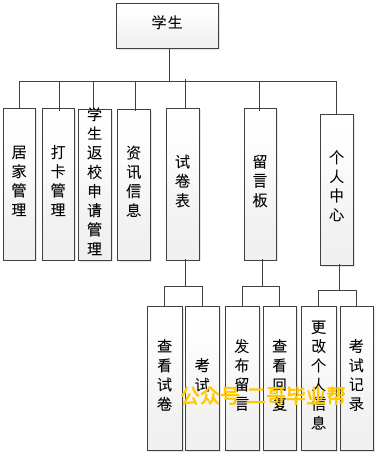 学生
居家管理
打卡管理
学生返校申请管理
资讯信息
试卷表
留言板
个人中心
查看试卷
考试
发布留言
查看回复
更改个人信息
考试记录
公众号 二哥毕业帮